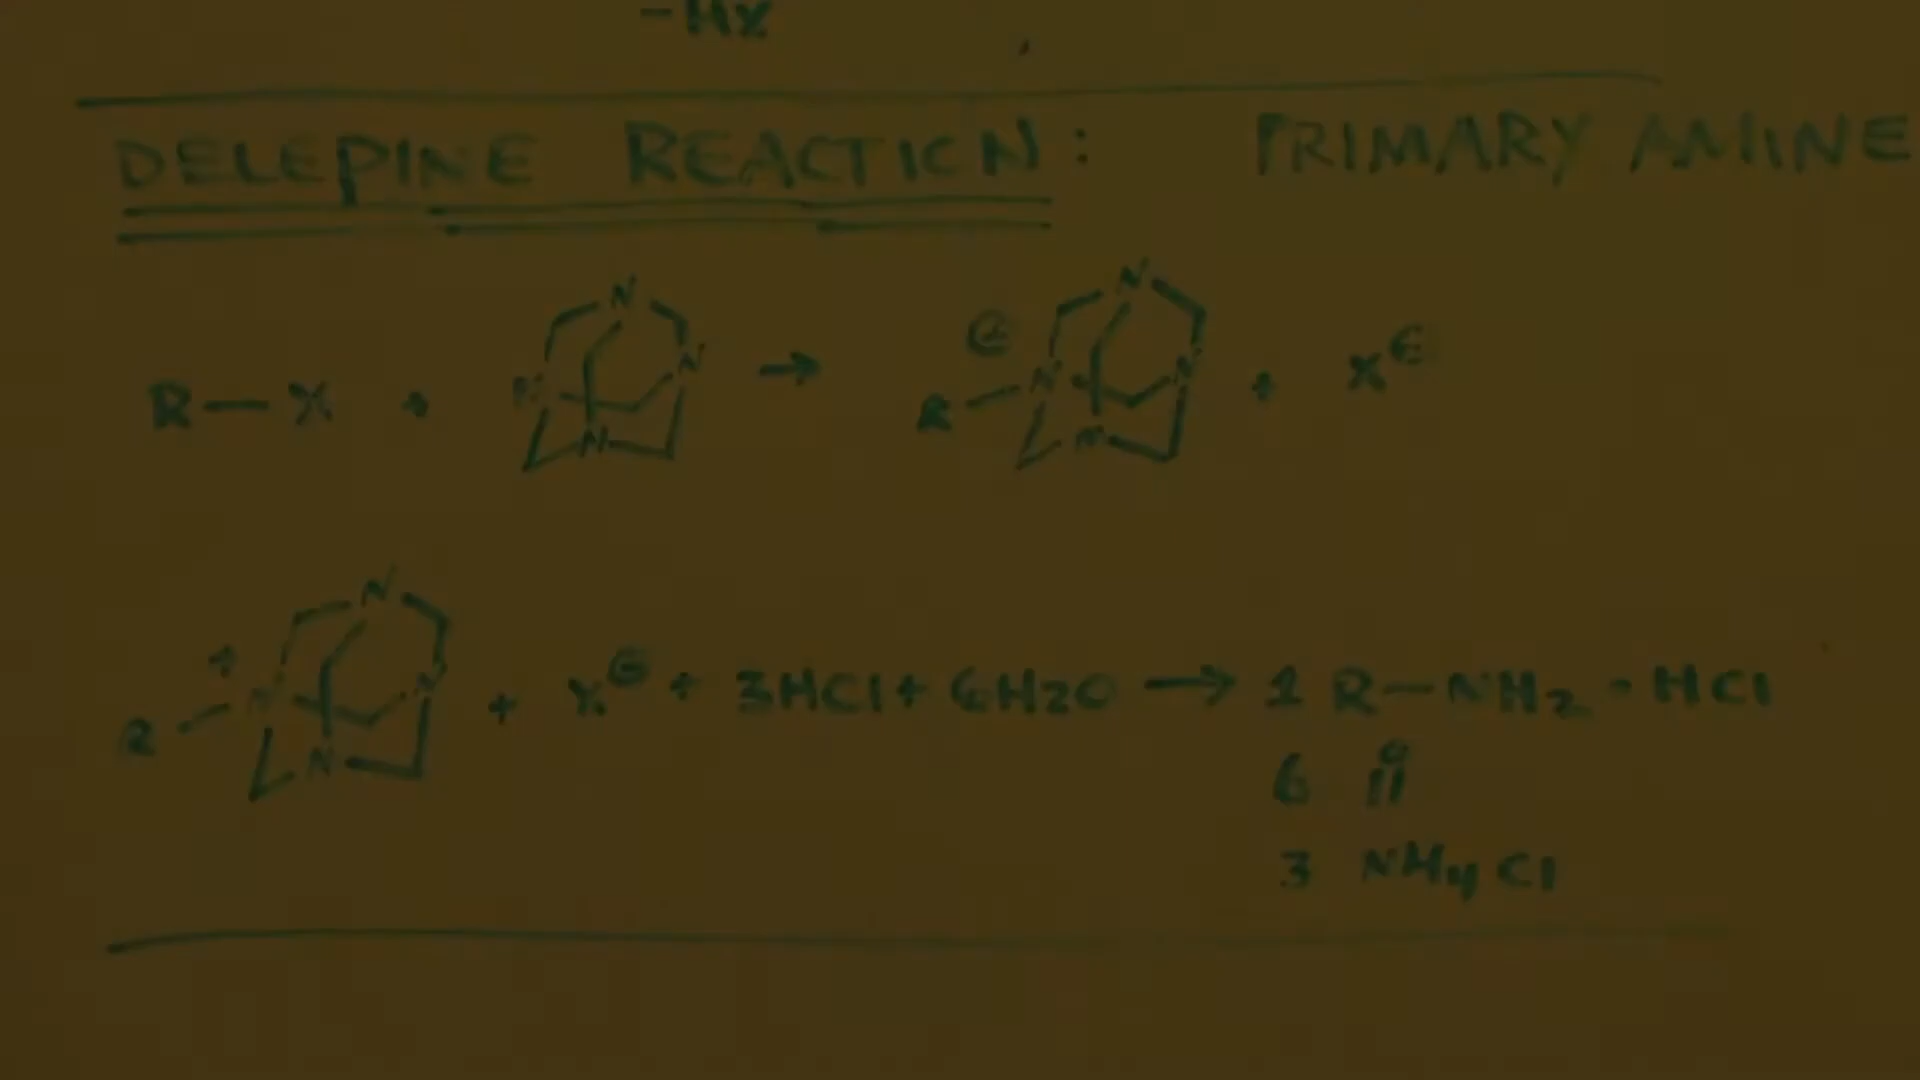 -HX
DELEPINE REACTION: PRIMARY AMINE
R-X + N N N N → R-N⊕ N N N + X⊖
R-N+ N N N + X⊖ + 3HCl + 6H2O → 1 R-NH2·HCl
6
3 NH4Cl